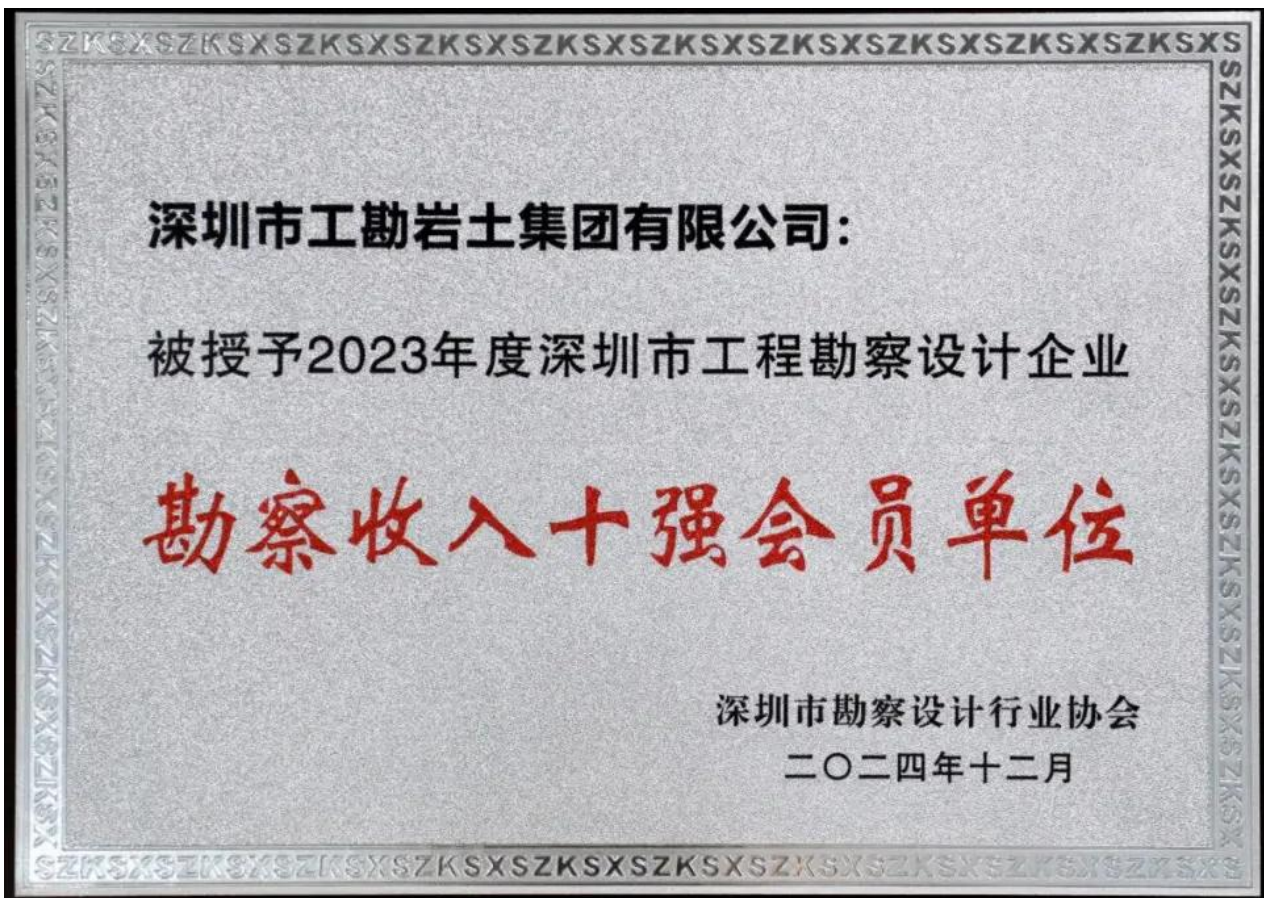 SZKSXSZKSXSZKSXSZKSXSZKSXSZKSXSZKSXSZKSXSZKSXS
深圳市工勘岩土集团有限公司:
被授予2023年度深圳市工程勘察设计企业
勘察收入十强会员单位
深圳市勘察设计行业协会
二〇二四年十二月